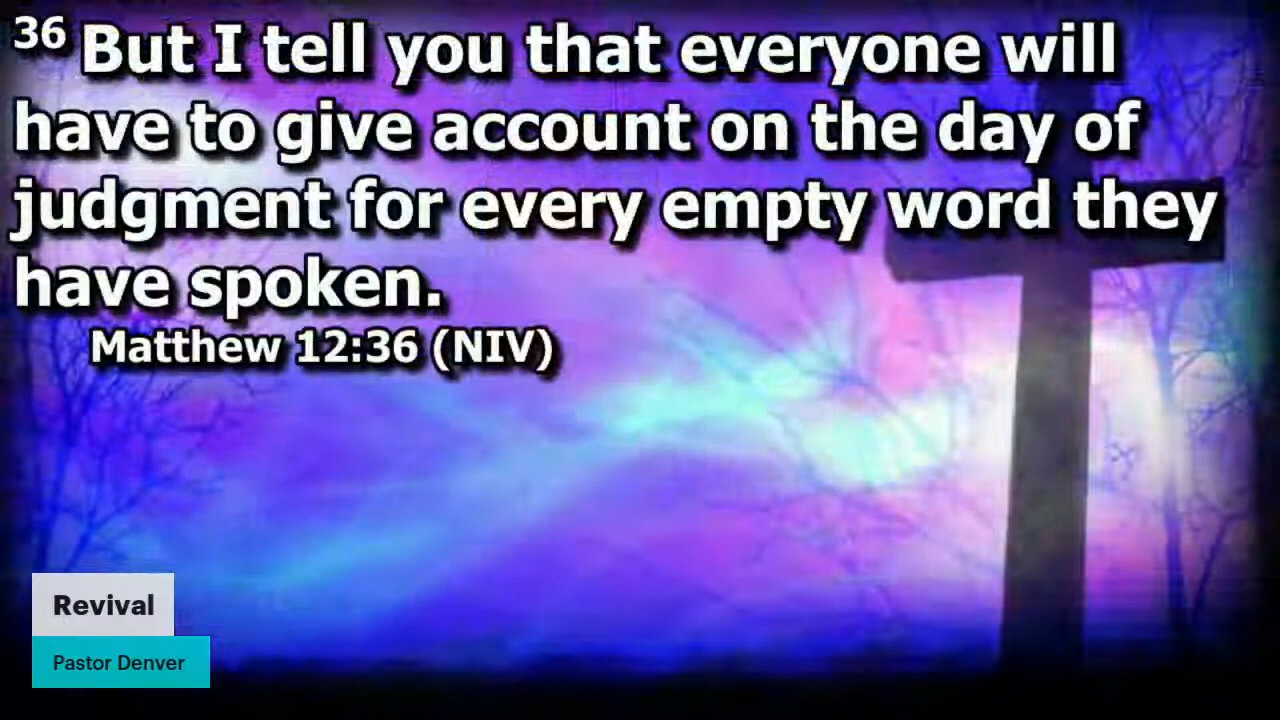 36 But I tell you that everyone will
have to give account on the day of
judgment for every empty word they
have spoken.
Matthew 12:36 (NIV)
Revival
Pastor Denver